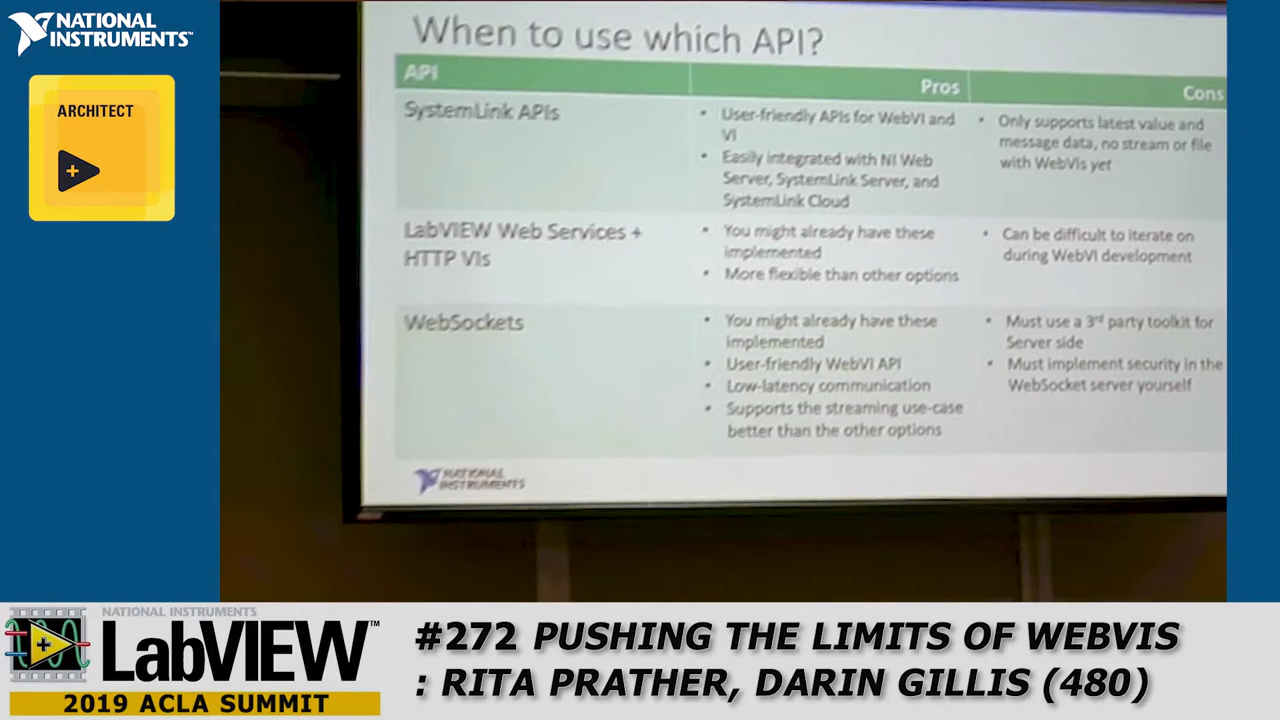 NATIONAL
INSTRUMENTS™
ARCHITECT
When to use which API?
API
Pros
Cons
SystemLink APIs
• User-friendly APIs for WebVI and
VI
• Easily integrated with NI Web
Server, SystemLink Server, and
SystemLink Cloud
• Only supports latest value and
message data, no stream or file
with WebVIs yet
LabVIEW Web Services +
HTTP VIs
• You might already have these
implemented
• More flexible than other options
• Can be difficult to iterate on
during WebVI development
WebSockets
• You might already have these
implemented
• User-friendly WebVI API
• Low-latency communication
• Supports the streaming use-case
better than the other options
• Must use a 3rd party toolkit for
Server side
• Must implement security in the
WebSocket server yourself
NATIONAL
INSTRUMENTS
NATIONAL INSTRUMENTS
LabVIEW™
2019 ACLA SUMMIT
#272 PUSHING THE LIMITS OF WEBVIS
: RITA PRATHER, DARIN GILLIS (480)